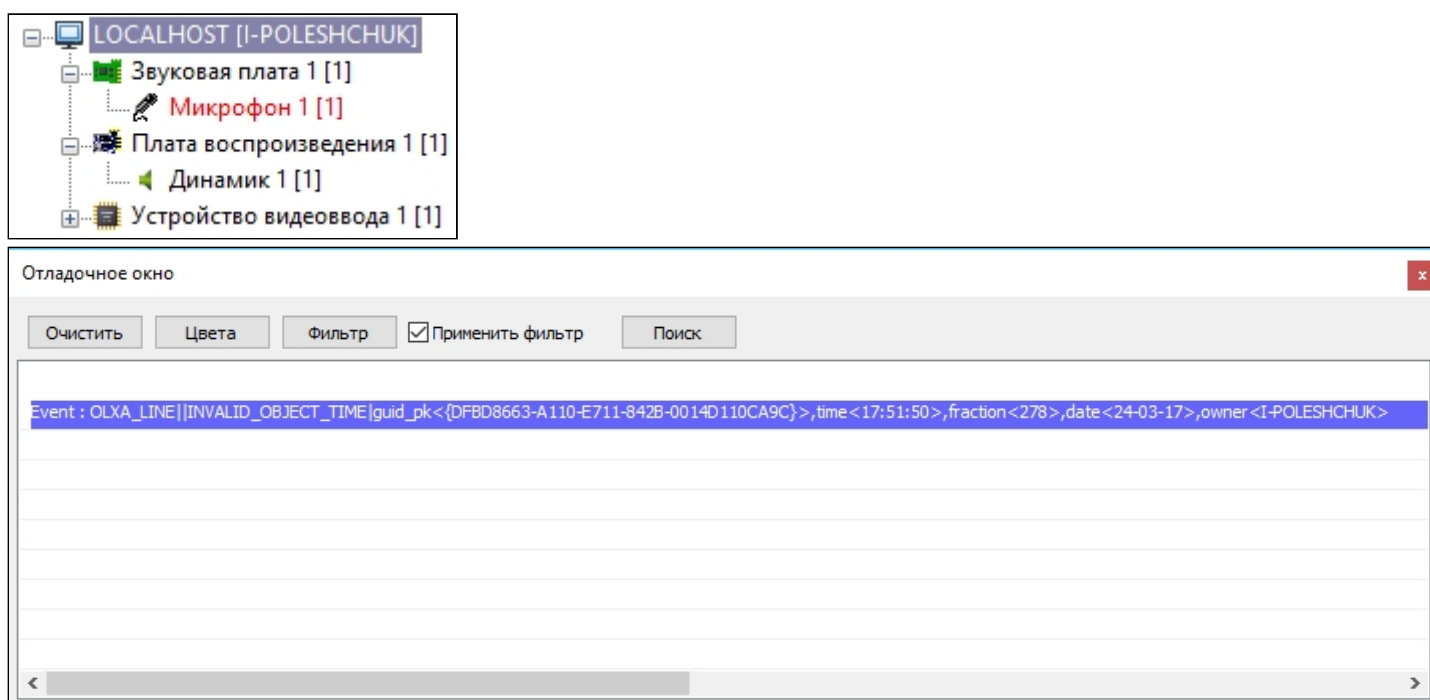 LOCALHOST [I-POLESHCHUK]
Звуковая плата 1 [1]
Микрофон 1 [1]
Плата воспроизведения 1 [1]
Динамик 1 [1]
Устройство видеоввода 1 [1]
Отладочное окно
Очистить Цвета Фильтр Применить фильтр Поиск
Event : OLXA_LINE||INVALID_OBJECT_TIME|guid_pk<{DFBD8663-A110-E711-842B-0014D110CA9C}>,time<17:51:50>,fraction<278>,date<24-03-17>,owner<I-POLESHCHUK>